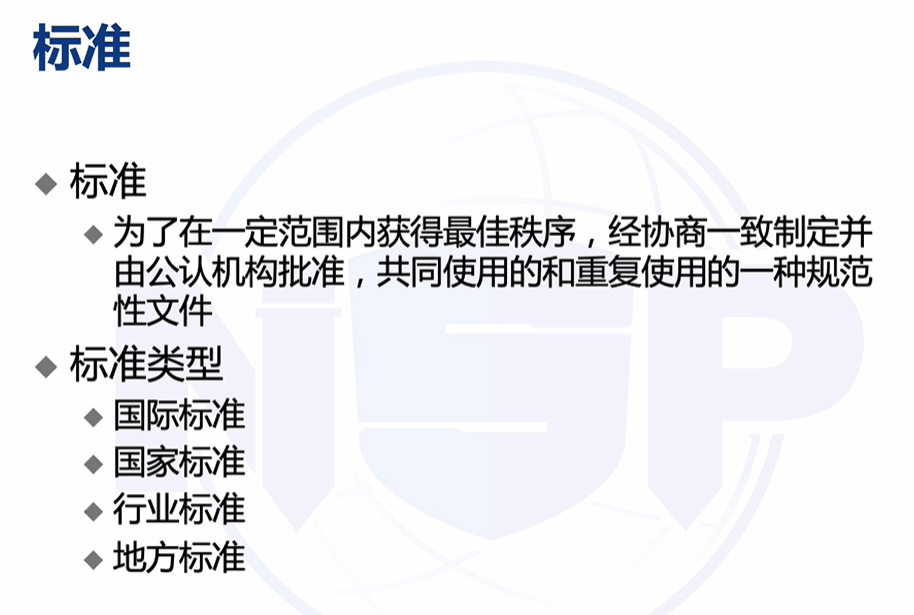 标准
标准
为了在一定范围内获得最佳秩序，经协商一致制定并
由公认机构批准，共同使用的和重复使用的一种规范
性文件
标准类型
国际标准
国家标准
行业标准
地方标准
NSP